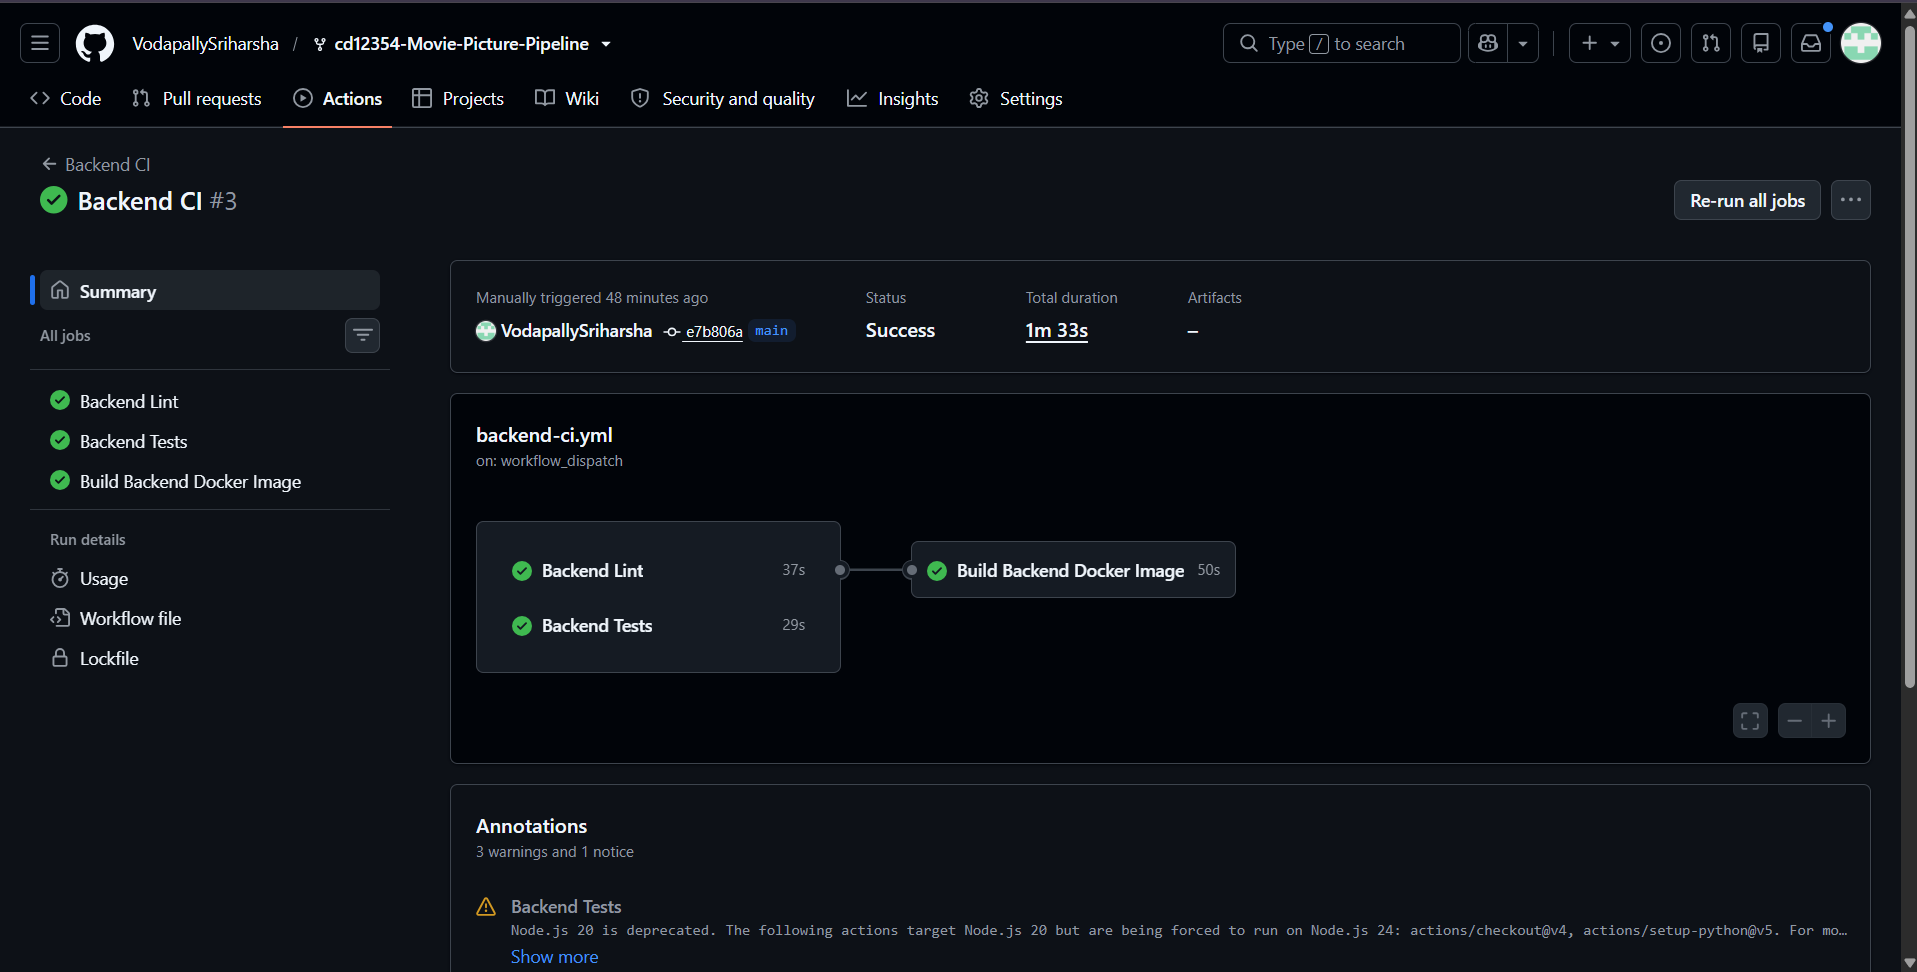 VodapallySriharsha / cd12354-Movie-Picture-Pipeline
Type / to search
Code Pull requests Actions Projects Wiki Security and quality Insights Settings
Backend CI
Backend CI #3
Re-run all jobs
Summary
All jobs
Backend Lint
Backend Tests
Build Backend Docker Image
Run details
Usage
Workflow file
Lockfile
Manually triggered 48 minutes ago
VodapallySriharsha e7b806a main
Status
Success
Total duration
1m 33s
Artifacts
–
backend-ci.yml
on: workflow_dispatch
Backend Lint 37s
Backend Tests 29s
Build Backend Docker Image 50s
Annotations
3 warnings and 1 notice
Backend Tests
Node.js 20 is deprecated. The following actions target Node.js 20 but are being forced to run on Node.js 24: actions/checkout@v4, actions/setup-python@v5. For mo…
Show more